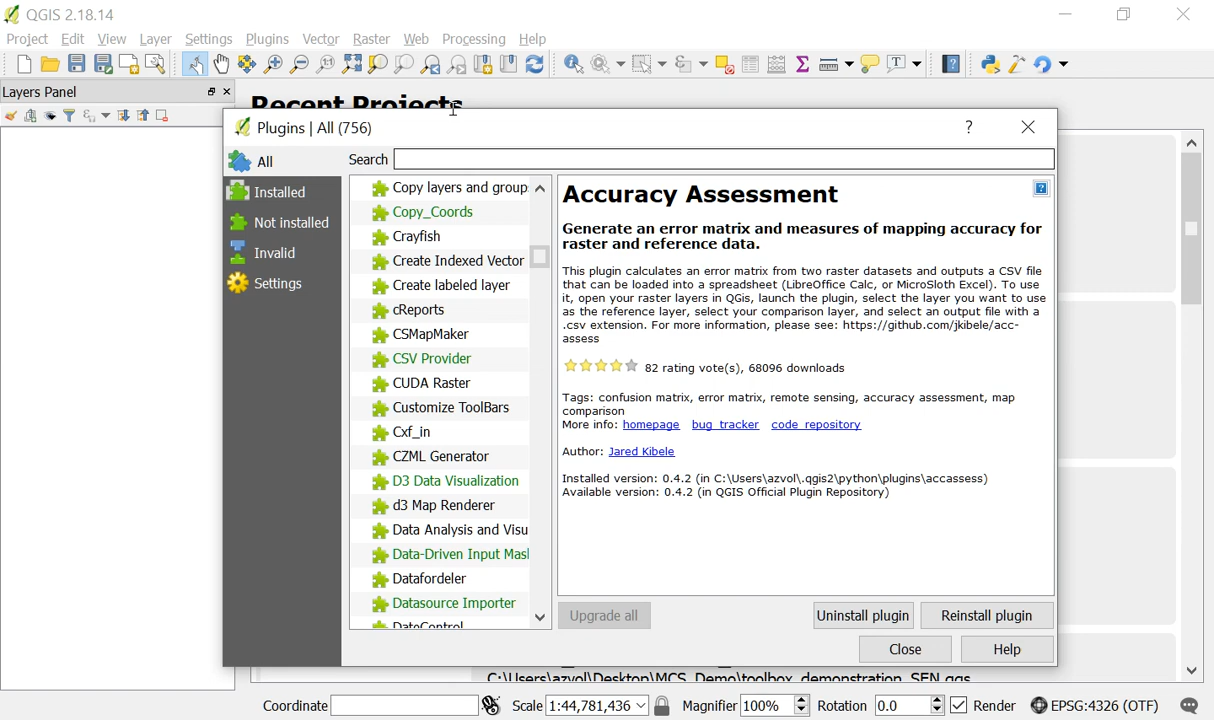 QGIS 2.18.14
Project Edit View Layer Settings Plugins Vector Raster Web Processing Help
Layers Panel
Recent Projects
Plugins | All (756)
Search
All
Installed
Not installed
Invalid
Settings
Copy layers and group
Copy_Coords
Crayfish
Create Indexed Vector
Create labeled layer
cReports
CSMapMaker
CSV Provider
CUDA Raster
Customize ToolBars
Cxf_in
CZML Generator
D3 Data Visualization
d3 Map Renderer
Data Analysis and Visu
Data-Driven Input Mas
Datafordeler
Datasource Importer
DateControl
Accuracy Assessment
Generate an error matrix and measures of mapping accuracy for
raster and reference data.
This plugin calculates an error matrix from two raster datasets and outputs a CSV file
that can be loaded into a spreadsheet (LibreOffice Calc, or MicroSloth Excel). To use
it, open your raster layers in QGis, launch the plugin, select the layer you want to use
as the reference layer, select your comparison layer, and select an output file with a
.csv extension. For more information, please see: https://github.com/jkibele/acc-
assess
82 rating vote(s), 68096 downloads
Tags: confusion matrix, error matrix, remote sensing, accuracy assessment, map
comparison
More info: homepage bug tracker code repository
Author: Jared Kibele
Installed version: 0.4.2 (in C:\Users\azvol\.qgis2\python\plugins\accassess)
Available version: 0.4.2 (in QGIS Official Plugin Repository)
Upgrade all Uninstall plugin Reinstall plugin
Close Help
C:\Users\azvol\Desktop\MCS_Demo\toolbox_demonstration_SEN.qgs
Coordinate Scale 1:44,781,436 Magnifier 100% Rotation 0.0 Render EPSG:4326 (OTF)